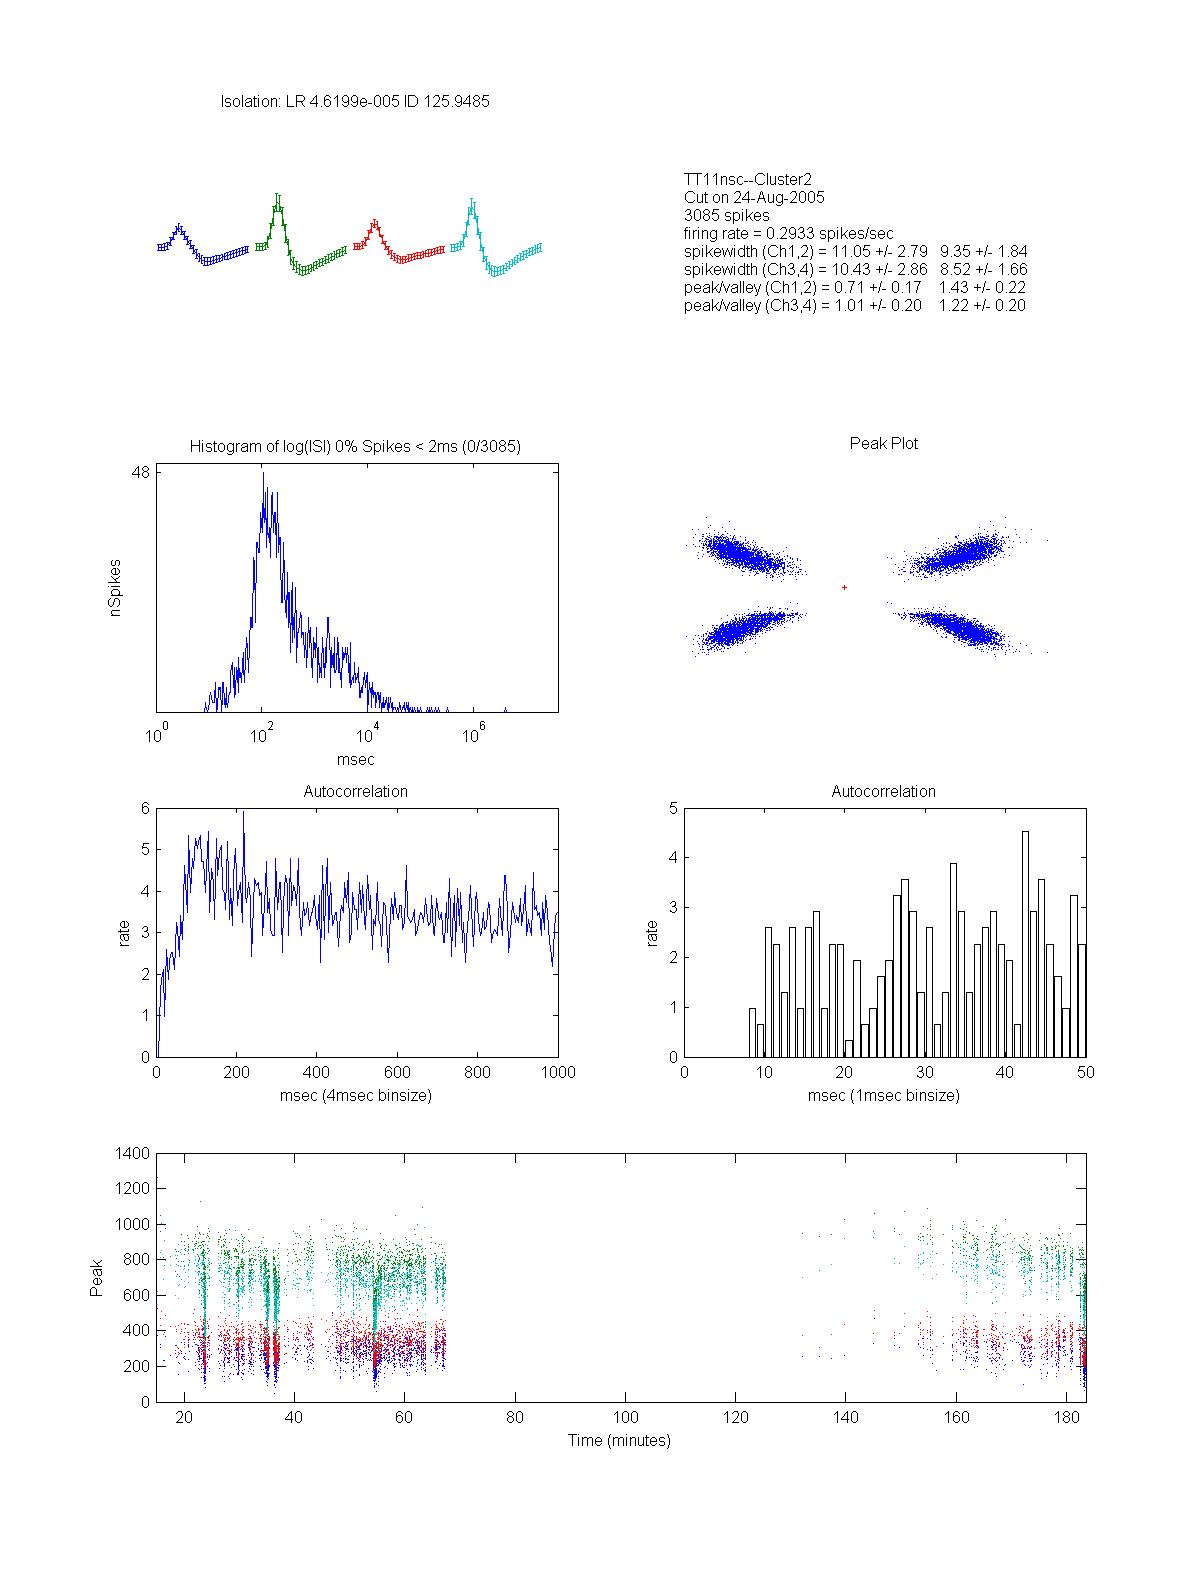 Isolation: LR 4.6199e-005 ID 125.9485
TT11nsc--Cluster2
Cut on 24-Aug-2005
3085 spikes
firing rate = 0.2933 spikes/sec
spikewidth (Ch1,2) = 11.05 +/- 2.79 9.35 +/- 1.84
spikewidth (Ch3,4) = 10.43 +/- 2.86 8.52 +/- 1.66
peak/valley (Ch1,2) = 0.71 +/- 0.17 1.43 +/- 0.22
peak/valley (Ch3,4) = 1.01 +/- 0.20 1.22 +/- 0.20
Histogram of log(ISI) 0% Spikes < 2ms (0/3085)
48
nSpikes
10^0 10^2 10^4 10^6
msec
Peak Plot
Autocorrelation
6
5
4
3
2
1
0
rate
0 200 400 600 800 1000
msec (4msec binsize)
Autocorrelation
5
4
3
2
1
0
rate
0 10 20 30 40 50
msec (1msec binsize)
1400
1200
1000
800
600
400
200
0
Peak
20 40 60 80 100 120 140 160 180
Time (minutes)